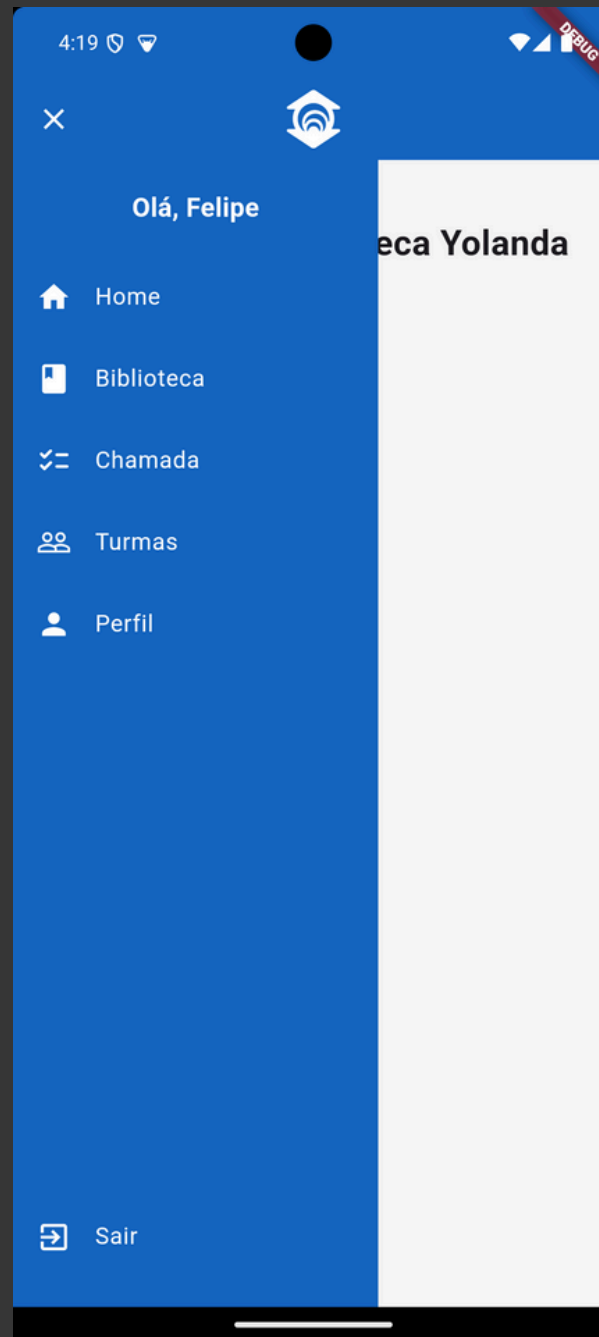 4:19
DEBUG
Olá, Felipe
eca Yolanda
Home
Biblioteca
Chamada
Turmas
Perfil
Sair